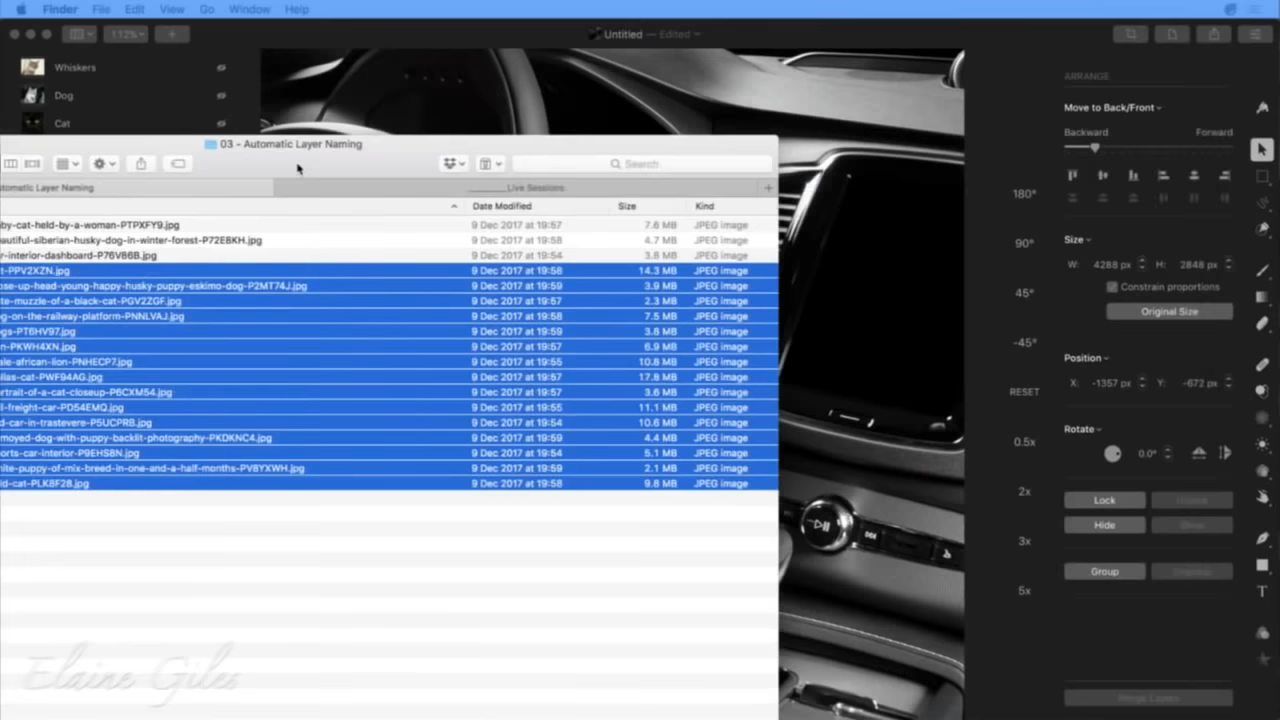 Finder File Edit View Go Window Help
112%
Untitled — Edited
Whiskers
Dog
Cat
ARRANGE
Move to Back/Front
Backward Forward
180°
90°
45°
-45°
RESET
0.5x
2x
3x
5x
Size
W: 4288 px H: 2848 px
Constrain proportions
Original Size
Position
X: -1357 px Y: -672 px
Rotate
0.0°
Lock
Hide
Group
Merge Layers
03 - Automatic Layer Naming
Search
utomatic Layer Naming
______Live Sessions
Date Modified Size Kind
by-cat-held-by-a-woman-PTPXFY9.jpg 9 Dec 2017 at 19:57 7.6 MB JPEG image
autiful-siberian-husky-dog-in-winter-forest-P72E8KH.jpg 9 Dec 2017 at 19:58 4.7 MB JPEG image
r-interior-dashboard-P76V86B.jpg 9 Dec 2017 at 19:54 3.8 MB JPEG image
t-PPV2XZN.jpg 9 Dec 2017 at 19:58 14.3 MB JPEG image
ose-up-head-young-happy-husky-puppy-eskimo-dog-P2MT74J.jpg 9 Dec 2017 at 19:59 3.9 MB JPEG image
te-muzzle-of-a-black-cat-PGV2ZGF.jpg 9 Dec 2017 at 19:57 2.3 MB JPEG image
g-on-the-railway-platform-PNNLVAJ.jpg 9 Dec 2017 at 19:58 7.5 MB JPEG image
gs-PT6HV97.jpg 9 Dec 2017 at 19:59 3.8 MB JPEG image
n-PKWH4XN.jpg 9 Dec 2017 at 19:57 6.9 MB JPEG image
ale-african-lion-PNHECP7.jpg 9 Dec 2017 at 19:55 10.8 MB JPEG image
llas-cat-PWF94AG.jpg 9 Dec 2017 at 19:57 17.8 MB JPEG image
rtrait-of-a-cat-closeup-P6CXM54.jpg 9 Dec 2017 at 19:57 3.6 MB JPEG image
il-freight-car-PD54EMQ.jpg 9 Dec 2017 at 19:55 11.1 MB JPEG image
d-car-in-trastevere-P5UCPRB.jpg 9 Dec 2017 at 19:54 10.6 MB JPEG image
moyed-dog-with-puppy-backlit-photography-PKDKNC4.jpg 9 Dec 2017 at 19:59 4.4 MB JPEG image
orts-car-interior-P9EHS8N.jpg 9 Dec 2017 at 19:54 5.1 MB JPEG image
hite-puppy-of-mix-breed-in-one-and-a-half-months-PV8YXWH.jpg 9 Dec 2017 at 19:59 2.1 MB JPEG image
ld-cat-PLK8F28.jpg 9 Dec 2017 at 19:58 9.8 MB JPEG image
Elaine Giles